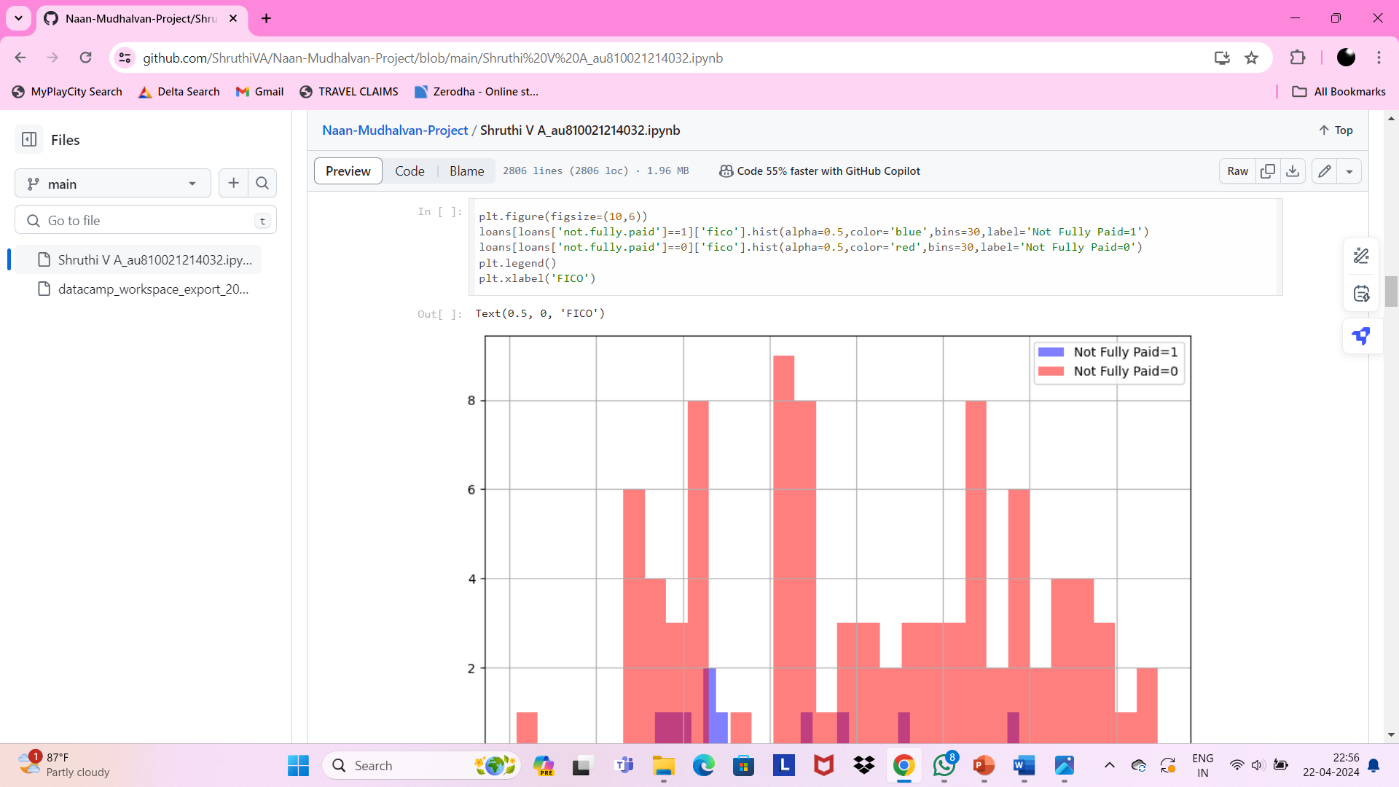 Naan-Mudhalvan-Project/Shru
github.com/ShruthiVA/Naan-Mudhalvan-Project/blob/main/Shruthi%20V%20A_au810021214032.ipynb
MyPlayCity Search
Delta Search
Gmail
TRAVEL CLAIMS
Zerodha - Online st...
All Bookmarks
Files
main
Go to file
t
Shruthi V A_au810021214032.ipy...
datacamp_workspace_export_20...
Naan-Mudhalvan-Project / Shruthi V A_au810021214032.ipynb
Top
Preview
Code
Blame
2806 lines (2806 loc) · 1.96 MB
Code 55% faster with GitHub Copilot
Raw
In [ ]:
plt.figure(figsize=(10,6))
loans[loans['not.fully.paid']==1]['fico'].hist(alpha=0.5,color='blue',bins=30,label='Not Fully Paid=1')
loans[loans['not.fully.paid']==0]['fico'].hist(alpha=0.5,color='red',bins=30,label='Not Fully Paid=0')
plt.legend()
plt.xlabel('FICO')
Out[ ]:
Text(0.5, 0, 'FICO')
Not Fully Paid=1
Not Fully Paid=0
8
6
4
2
1
87°F
Partly cloudy
Search
PRE
L
8
ENG
IN
22:56
22-04-2024